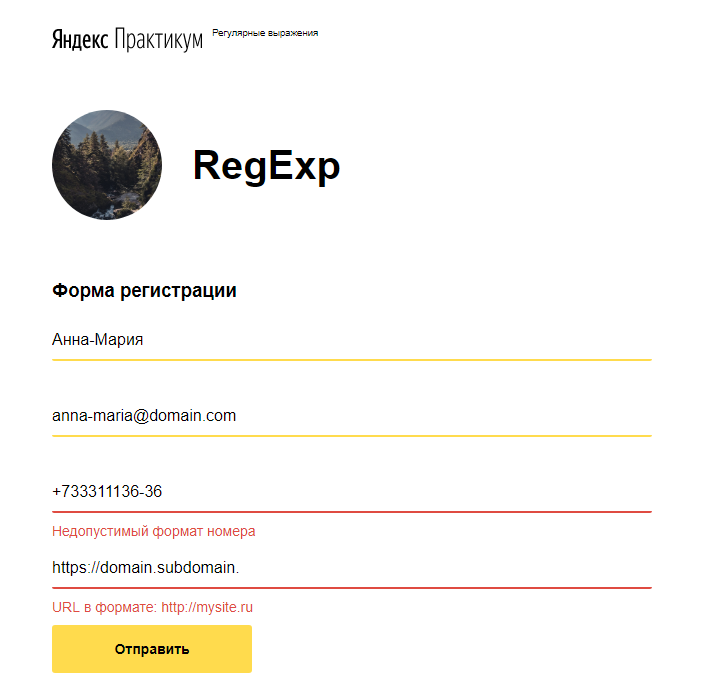 Яндекс Практикум Регулярные выражения
RegExp
Форма регистрации
Анна-Мария
anna-maria@domain.com
+733311136-36
Недопустимый формат номера
https://domain.subdomain.
URL в формате: http://mysite.ru
Отправить